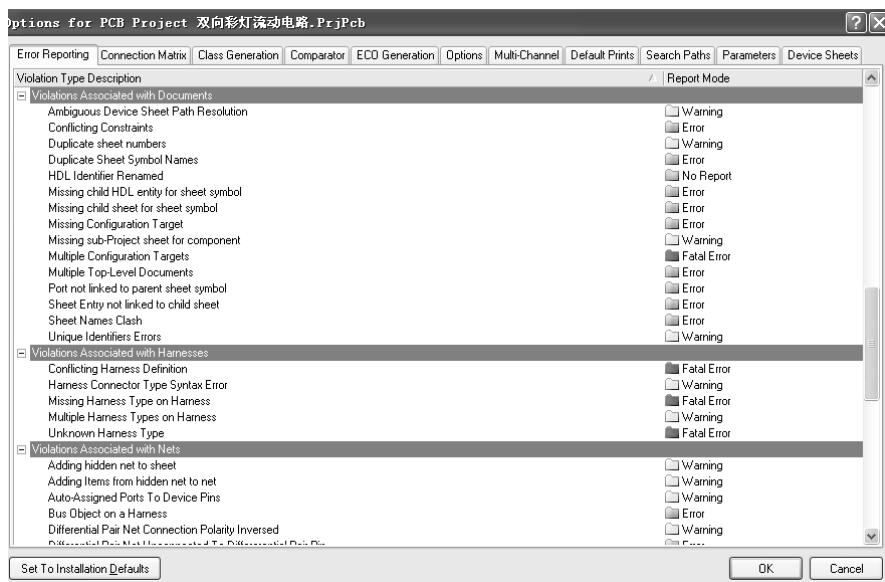 Options for PCB Project 双向彩灯流动电路.PrjPcb
Error Reporting Connection Matrix Class Generation Comparator ECO Generation Options Multi-Channel Default Prints Search Paths Parameters Device Sheets
Violation Type Description Report Mode
Violations Associated with Documents
Ambiguous Device Sheet Path Resolution Warning
Conflicting Constraints Error
Duplicate sheet numbers Warning
Duplicate Sheet Symbol Names Error
HDL Identifier Renamed No Report
Missing child HDL entity for sheet symbol Error
Missing child sheet for sheet symbol Error
Missing Configuration Target Error
Missing sub-Project sheet for component Warning
Multiple Configuration Targets Fatal Error
Multiple Top-Level Documents Error
Port not linked to parent sheet symbol Error
Sheet Entry not linked to child sheet Error
Sheet Names Clash Error
Unique Identifiers Errors Warning
Violations Associated with Harnesses
Conflicting Harness Definition Fatal Error
Harness Connector Type Syntax Error Warning
Missing Harness Type on Harness Fatal Error
Multiple Harness Types on Harness Warning
Unknown Harness Type Fatal Error
Violations Associated with Nets
Adding hidden net to sheet Warning
Adding Items from hidden net to net Warning
Auto-Assigned Ports To Device Pins Warning
Bus Object on a Harness Error
Differential Pair Net Connection Polarity Inversed Warning
Differential Pair Net Unconnected To Differential Pair Pin Error
Set To Installation Defaults OK Cancel